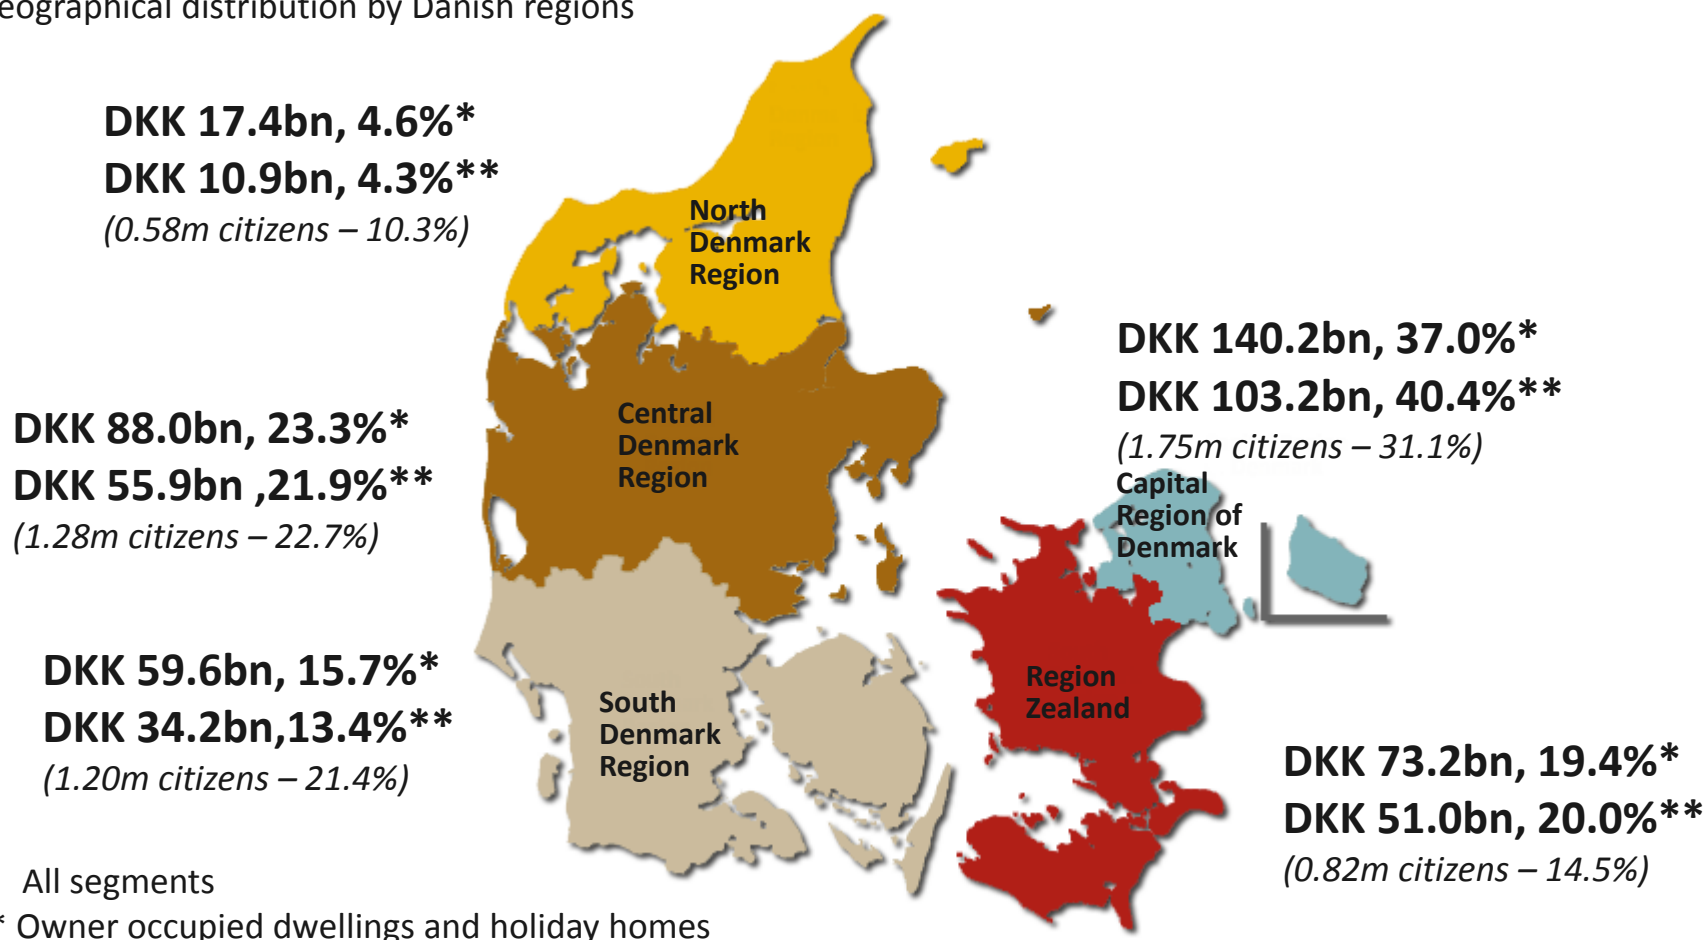 eographical distribution by Danish regions
DKK 17.4bn, 4.6%*
DKK 10.9bn, 4.3%**
(0.58m citizens – 10.3%)
North
Denmark
Region
DKK 140.2bn, 37.0%*
DKK 103.2bn, 40.4%**
(1.75m citizens – 31.1%)
Capital
Region of
Denmark
DKK 88.0bn, 23.3%*
DKK 55.9bn ,21.9%**
(1.28m citizens – 22.7%)
Central
Denmark
Region
DKK 59.6bn, 15.7%*
DKK 34.2bn,13.4%**
(1.20m citizens – 21.4%)
South
Denmark
Region
Region
Zealand
DKK 73.2bn, 19.4%*
DKK 51.0bn, 20.0%**
(0.82m citizens – 14.5%)
All segments
* Owner occupied dwellings and holiday homes